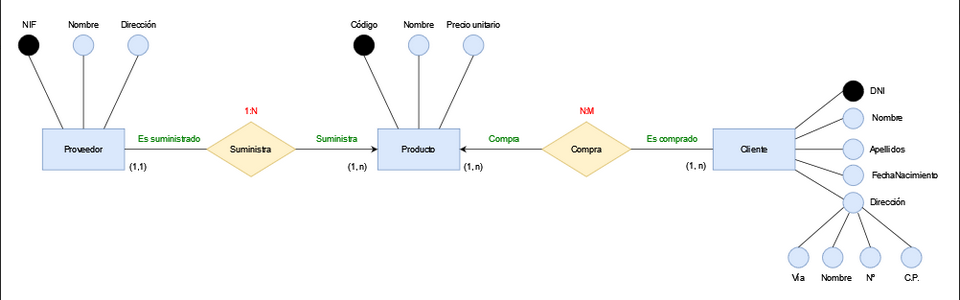 NIF
Nombre
Dirección
Código
Nombre
Precio unitario
DNI
Nombre
Apellidos
FechaNacimiento
Dirección
1:N
N:M
Proveedor
Es suministrado
Suministra
Suministra
Producto
Compra
Compra
Es comprado
Cliente
(1,1)
(1, n)
(1, n)
(1, n)
Vía
Nombre
Nº
C.P.